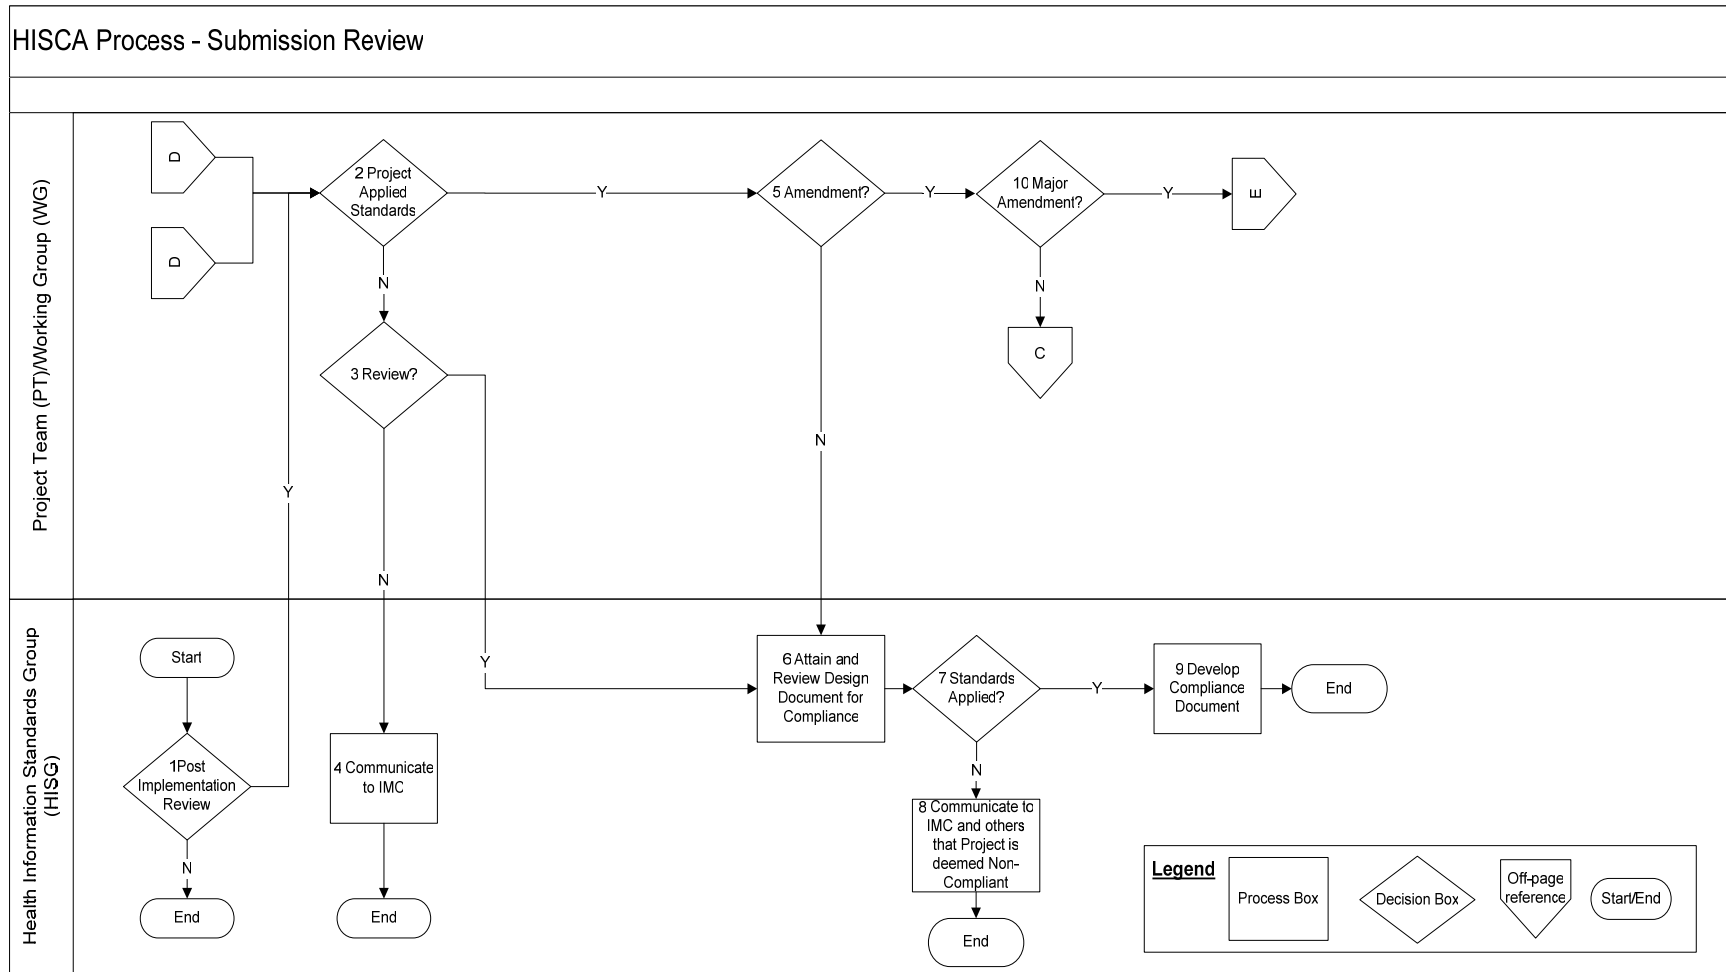 HISCA Process - Submission Review
Project Team (PT)/Working Group (WG)
D
D
2 Project
Applied
Standards
Y
5 Amendment?
Y
10 Major
Amendment?
Y
E
N
N
C
3 Review?
N
Y
N
Y
Health Information Standards Group
(HISG)
Start
1Post
Implementation
Review
N
End
4 Communicate
to IMC
End
6 Attain and
Review Design
Document for
Compliance
7 Standards
Applied?
Y
9 Develop
Compliance
Document
End
N
8 Communicate to
IMC and others
that Project is
deemed Non-
Compliant
End
Legend
Process Box
Decision Box
Off-page
reference
Start/End